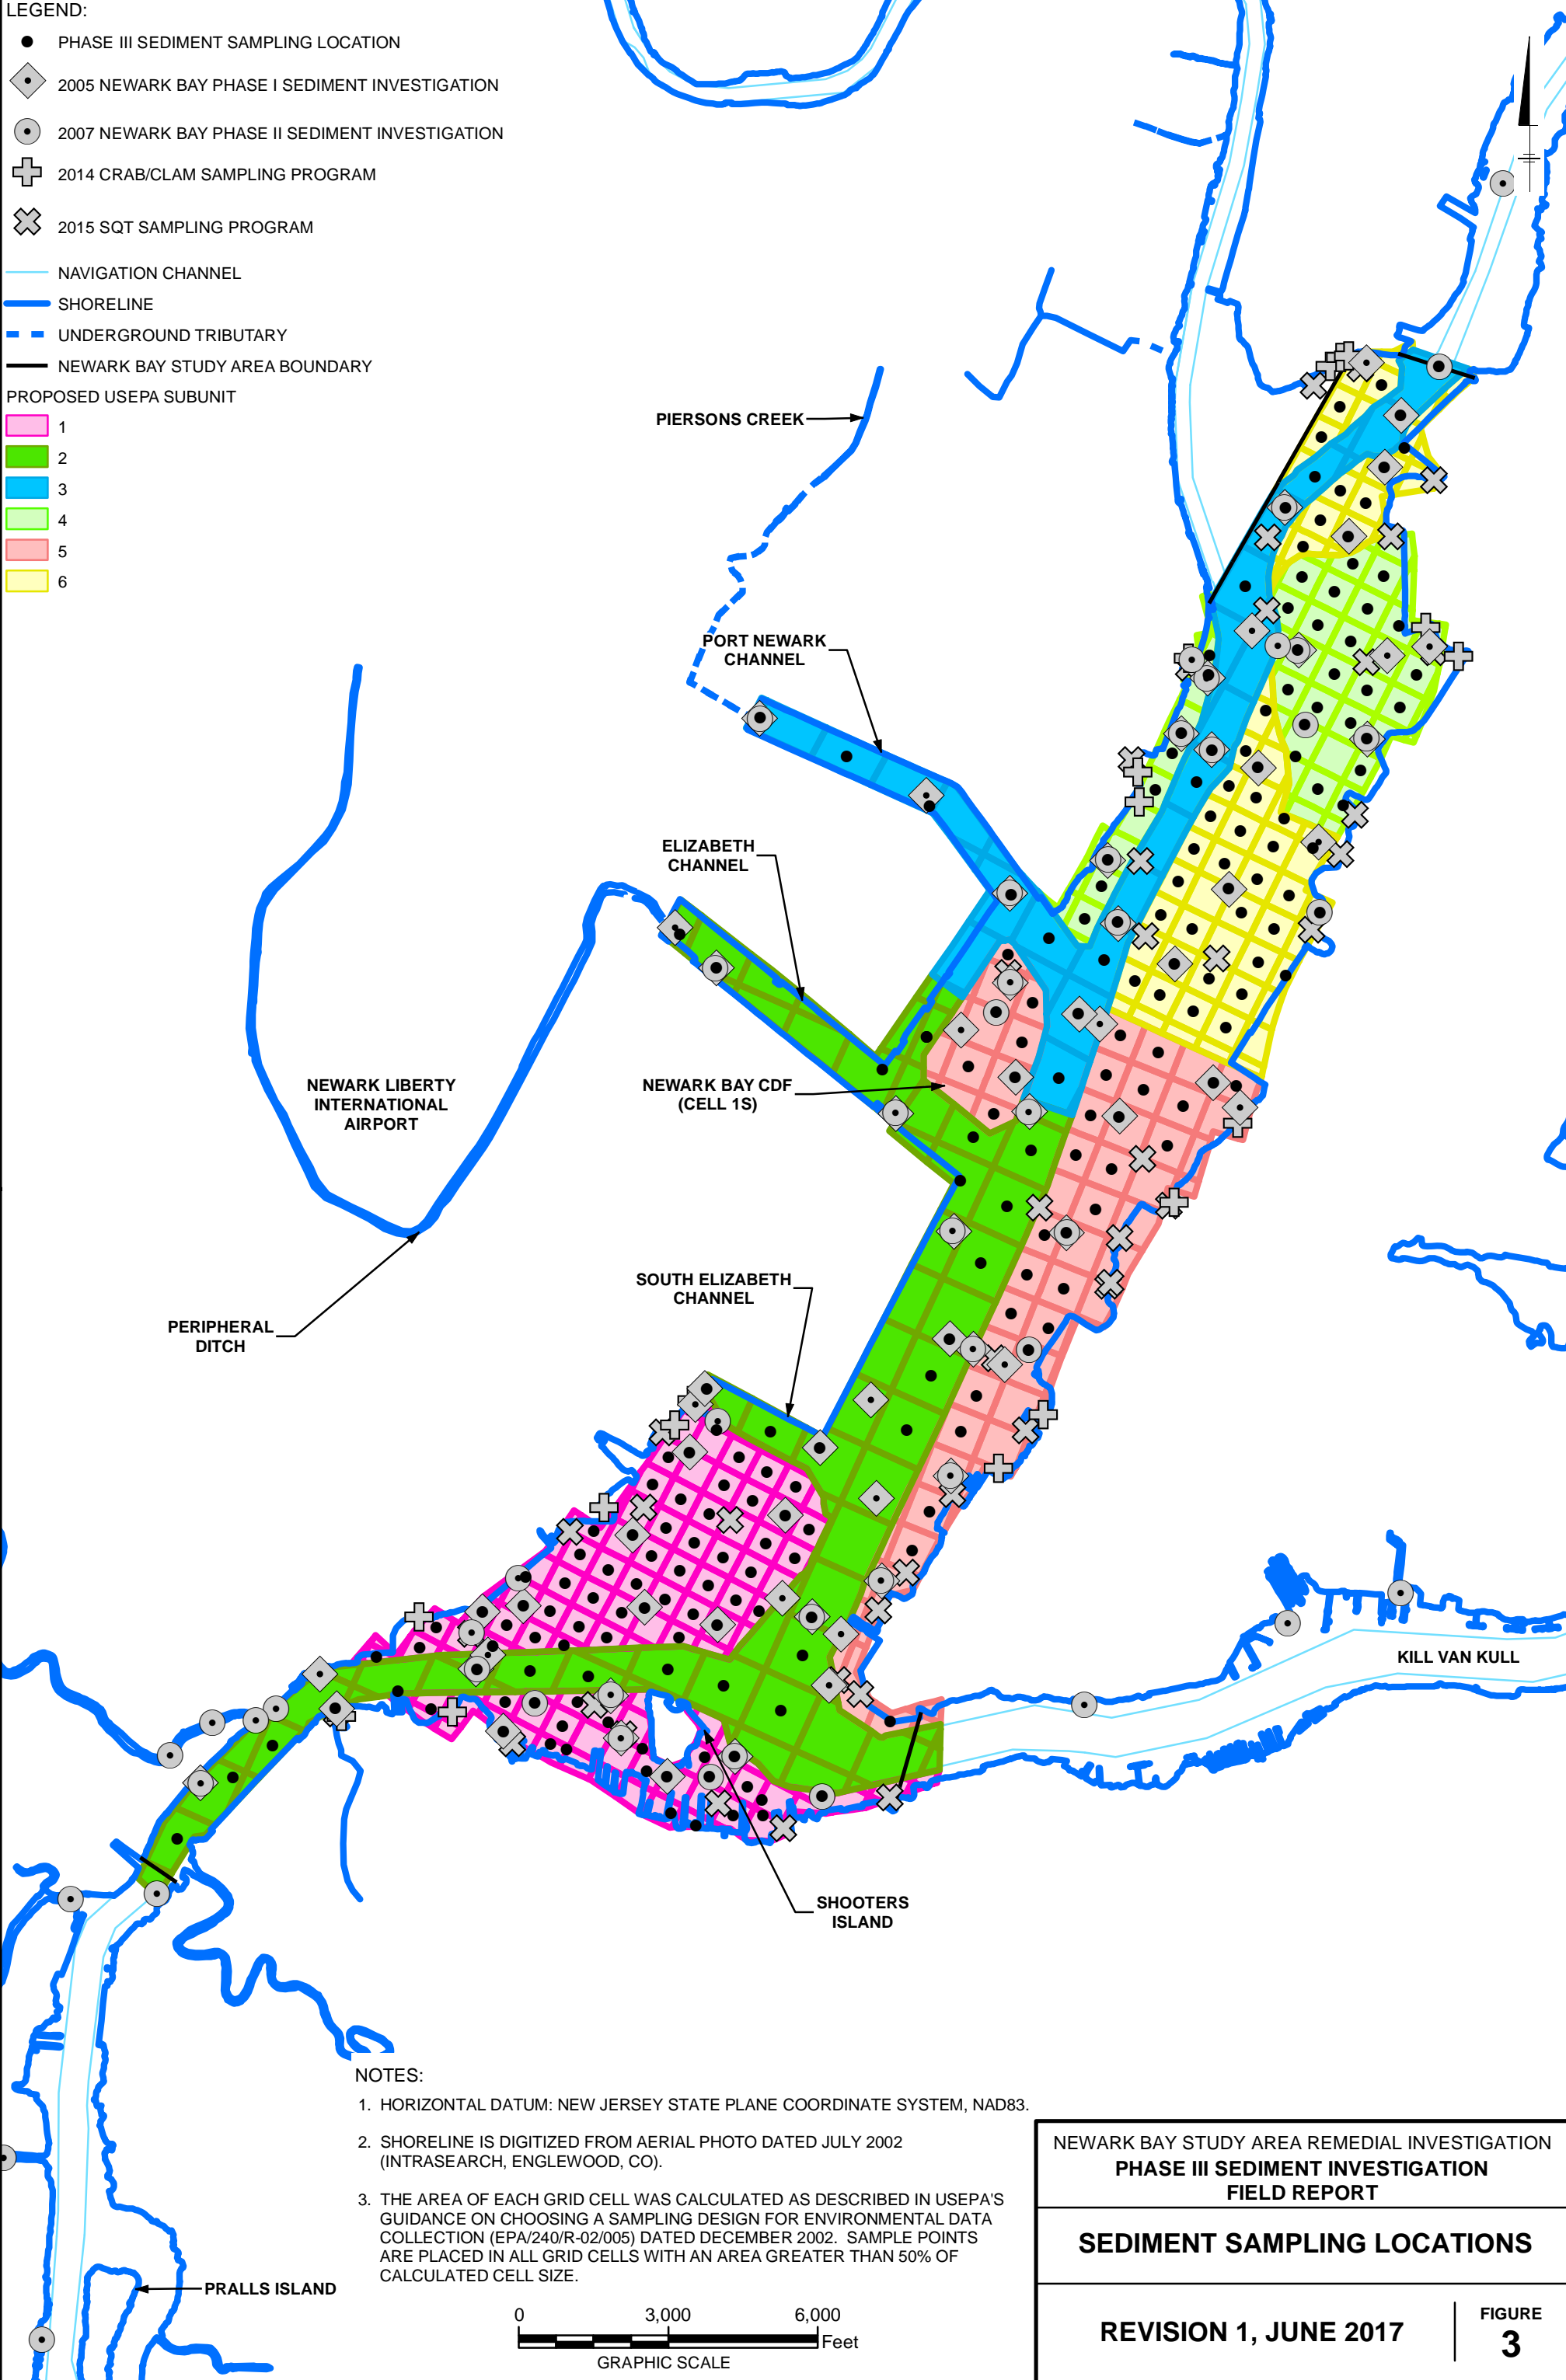 LEGEND:
PHASE III SEDIMENT SAMPLING LOCATION
2005 NEWARK BAY PHASE I SEDIMENT INVESTIGATION
2007 NEWARK BAY PHASE II SEDIMENT INVESTIGATION
2014 CRAB/CLAM SAMPLING PROGRAM
2015 SQT SAMPLING PROGRAM
NAVIGATION CHANNEL
SHORELINE
UNDERGROUND TRIBUTARY
NEWARK BAY STUDY AREA BOUNDARY
PROPOSED USEPA SUBUNIT
1
2
3
4
5
6
PIERSONS CREEK
PORT NEWARK
CHANNEL
ELIZABETH
CHANNEL
NEWARK LIBERTY
INTERNATIONAL
AIRPORT
NEWARK BAY CDF
(CELL 1S)
SOUTH ELIZABETH
CHANNEL
PERIPHERAL
DITCH
KILL VAN KULL
SHOOTERS
ISLAND
PRALLS ISLAND
NOTES:
1. HORIZONTAL DATUM: NEW JERSEY STATE PLANE COORDINATE SYSTEM, NAD83.
2. SHORELINE IS DIGITIZED FROM AERIAL PHOTO DATED JULY 2002
(INTRASEARCH, ENGLEWOOD, CO).
3. THE AREA OF EACH GRID CELL WAS CALCULATED AS DESCRIBED IN USEPA'S
GUIDANCE ON CHOOSING A SAMPLING DESIGN FOR ENVIRONMENTAL DATA
COLLECTION (EPA/240/R-02/005) DATED DECEMBER 2002. SAMPLE POINTS
ARE PLACED IN ALL GRID CELLS WITH AN AREA GREATER THAN 50% OF
CALCULATED CELL SIZE.
0 3,000 6,000
Feet
GRAPHIC SCALE
NEWARK BAY STUDY AREA REMEDIAL INVESTIGATION
PHASE III SEDIMENT INVESTIGATION
FIELD REPORT
SEDIMENT SAMPLING LOCATIONS
REVISION 1, JUNE 2017
FIGURE
3